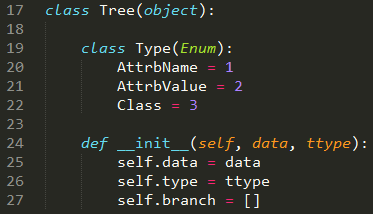 17 class Tree(object):
18
19     class Type(Enum):
20         AttrbName = 1
21         AttrbValue = 2
22         Class = 3
23
24     def __init__(self, data, ttype):
25         self.data = data
26         self.type = ttype
27         self.branch = []